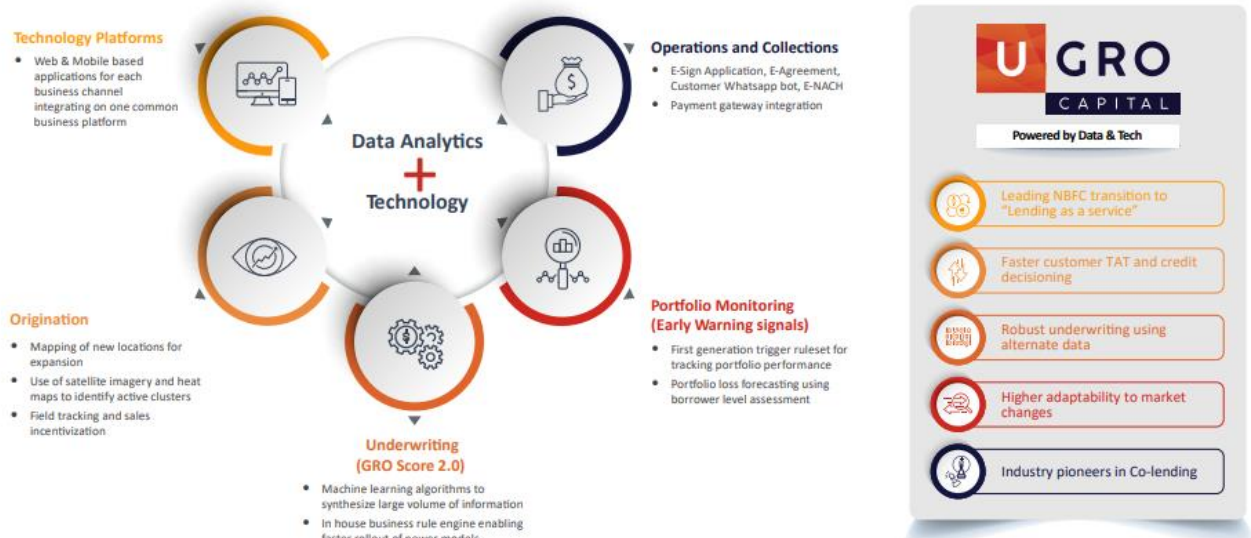 Technology Platforms
• Web & Mobile based
applications for each
business channel
integrating on one common
business platform
Operations and Collections
• E-Sign Application, E-Agreement,
Customer Whatsapp bot, E-NACH
• Payment gateway integration
Data Analytics
+
Technology
Origination
• Mapping of new locations for
expansion
• Use of satellite imagery and heat
maps to identify active clusters
• Field tracking and sales
incentivization
Portfolio Monitoring
(Early Warning signals)
• First generation trigger ruleset for
tracking portfolio performance
• Portfolio loss forecasting using
borrower level assessment
Underwriting
(GRO Score 2.0)
• Machine learning algorithms to
synthesize large volume of information
• In house business rule engine enabling
faster rollout of newer models
U GRO
CAPITAL
Powered by Data & Tech
Leading NBFC transition to
"Lending as a service"
Faster customer TAT and credit
decisioning
Robust underwriting using
alternate data
Higher adaptability to market
changes
Industry pioneers in Co-lending